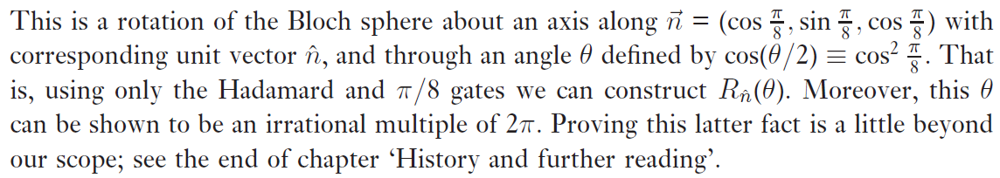 This is a rotation of the Bloch sphere about an axis along $\vec{n} = (\cos \frac{\pi}{8}, \sin \frac{\pi}{8}, \cos \frac{\pi}{8})$ with
corresponding unit vector $\hat{n}$, and through an angle $\theta$ defined by $\cos(\theta/2) \equiv \cos^2 \frac{\pi}{8}$. That
is, using only the Hadamard and $\pi/8$ gates we can construct $R_{\hat{n}}(\theta)$. Moreover, this $\theta$
can be shown to be an irrational multiple of $2\pi$. Proving this latter fact is a little beyond
our scope; see the end of chapter ‘History and further reading’.